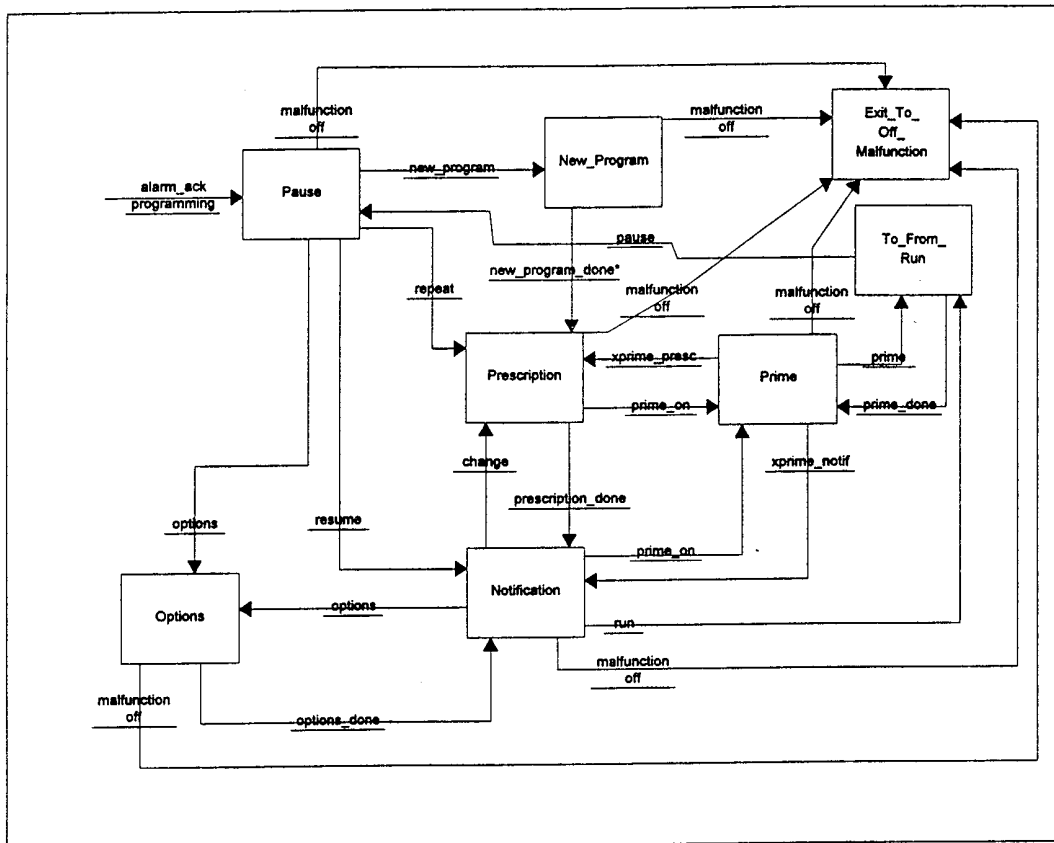 malfunction
off
malfunction
off
Exit_To_
Off_
Malfunction
New_Program
alarm_ack
programming
Pause
new_program
pause
To_From_
Run
repeat
new_program_done*
malfunction
off
malfunction
off
Prescription
xprime_presc
Prime
prime
prime_on
prime_done
change
xprime_notif
prescription_done
options
resume
prime_on
Notification
Options
options
run
malfunction
off
malfunction
off
options_done